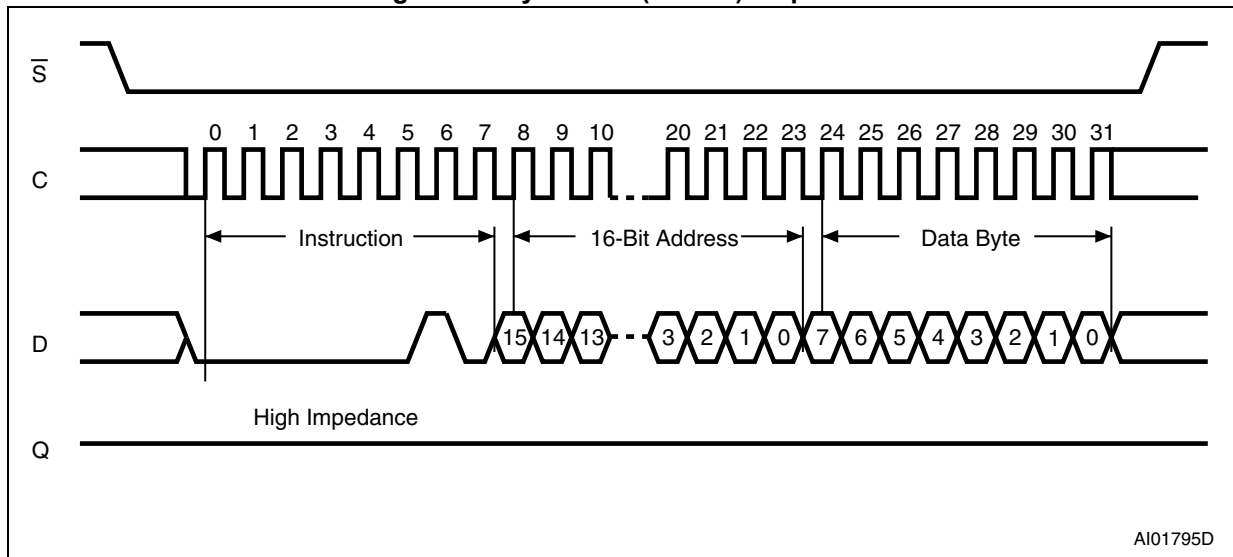 S
0 1 2 3 4 5 6 7 8 9 10 20 21 22 23 24 25 26 27 28 29 30 31
C
Instruction 16-Bit Address Data Byte
D 15 14 13 3 2 1 0 7 6 5 4 3 2 1 0
High Impedance
Q
AI01795D